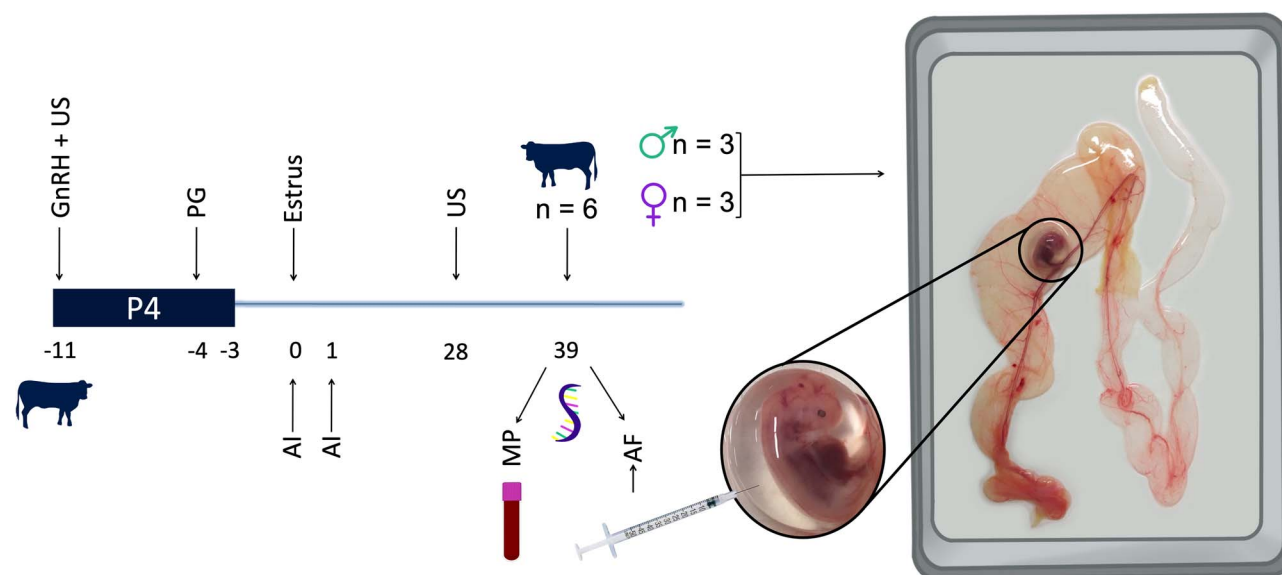 GnRH + US
PG
Estrus
US
n = 6
♂ n = 3
♀ n = 3
P4
-11
-4
-3
0
1
28
39
AI
AI
MP
AF